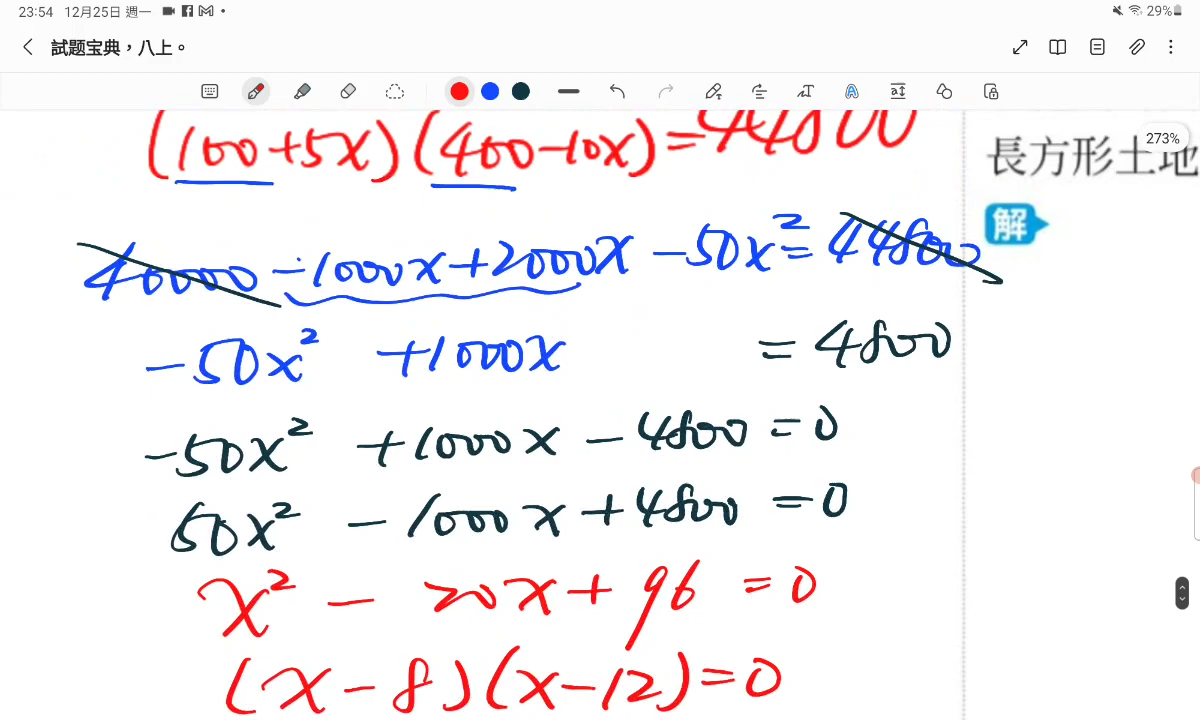 23:54 12月25日 週一 29%
試题宝典，八上。
(100+5x)(400-10x)=44800
273%
長方形土地
解
40000-1000x+2000x-50x²=44800
-50x² +1000x =4800
-50x² +1000x-4800=0
50x² -1000x+4800=0
x² - 20x+96=0
(x-8)(x-12)=0